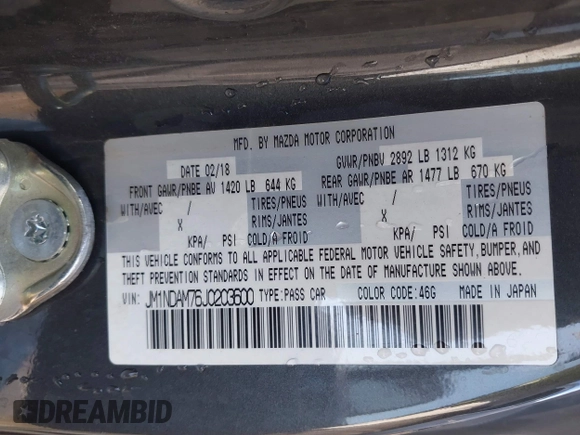 MFD. BY MAZDA MOTOR CORPORATION
DATE 02/18 GVWR/PNBV 2892 LB 1312 KG
FRONT GAWR/PNBE AV 1420 LB 644 KG REAR GAWR/PNBE AR 1477 LB 670 KG
WITH/AVEC / TIRES/PNEUS WITH/AVEC / TIRES/PNEUS
X RIMS/JANTES X RIMS/JANTES
KPA/ PSI COLD/A FROID KPA/ PSI COLD/A FROID
THIS VEHICLE CONFORMS TO ALL APPLICABLE FEDERAL MOTOR VEHICLE SAFETY,BUMPER,AND
THEFT PREVENTION STANDARDS IN EFFECT ON THE DATE OF MANUFACTURE SHOWN ABOVE.
VIN: JM1NDAM76J0203600 TYPE:PASS CAR COLOR CODE:46G MADE IN JAPAN
DREAMBID